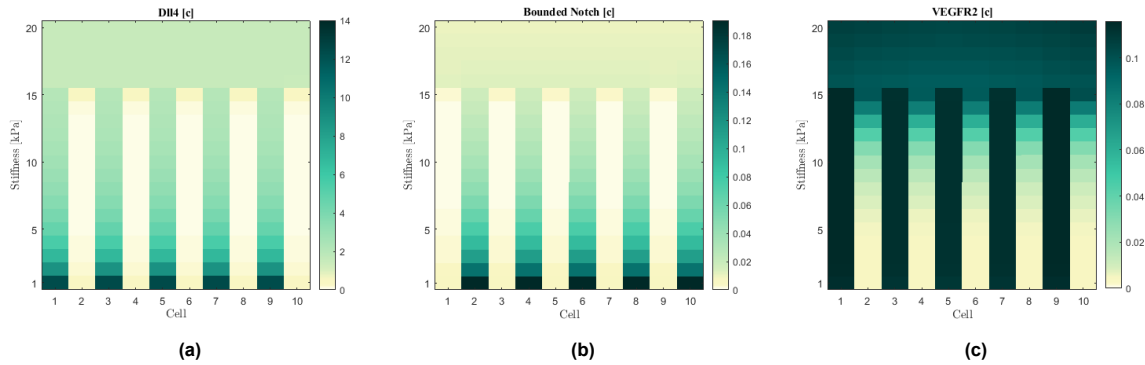 Dll4 [c]
20
15
10
5
1
Stiffness [kPa]
1 2 3 4 5 6 7 8 9 10
Cell
14
12
10
8
6
4
2
0
(a)
Bounded Notch [c]
20
15
10
5
1
Stiffness [kPa]
1 2 3 4 5 6 7 8 9 10
Cell
0.18
0.16
0.14
0.12
0.1
0.08
0.06
0.04
0.02
0
(b)
VEGFR2 [c]
20
15
10
5
1
Stiffness [kPa]
1 2 3 4 5 6 7 8 9 10
Cell
0.1
0.08
0.06
0.04
0.02
0
(c)